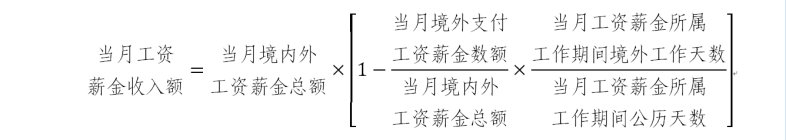 当月工资薪金收入额 = 当月境内外工资薪金总额 × [1 − 当月境外支付工资薪金数额 / 当月境内外工资薪金总额 × 当月工资薪金所属工作期间境外工作天数 / 当月工资薪金所属工作期间公历天数]